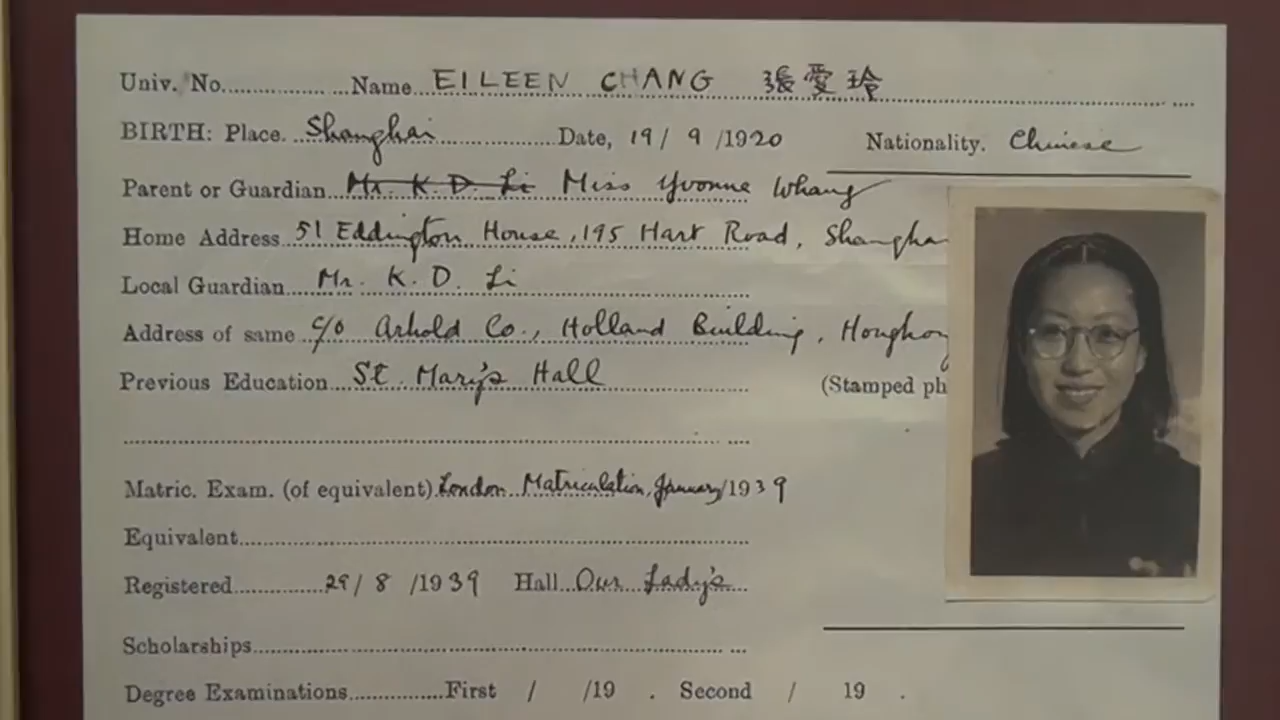 Univ. No. Name EILEEN CHANG 張愛玲
BIRTH: Place. Shanghai Date, 19/ 9 /1920 Nationality. Chinese
Parent or Guardian Mr. K. D. Li Miss Yvonne Whang
Home Address 51 Eddington House, 195 Hart Road, Shangha
Local Guardian Mr. K. D. Li
Address of same c/o Arhold Co., Holland Building, Hongkon
Previous Education St. Mary's Hall (Stamped ph
Matric. Exam. (of equivalent) London Matriculation, January/1939
Equivalent
Registered 29/ 8 /1939 Hall Our Lady's
Scholarships
Degree Examinations First / /19 . Second / 19 .